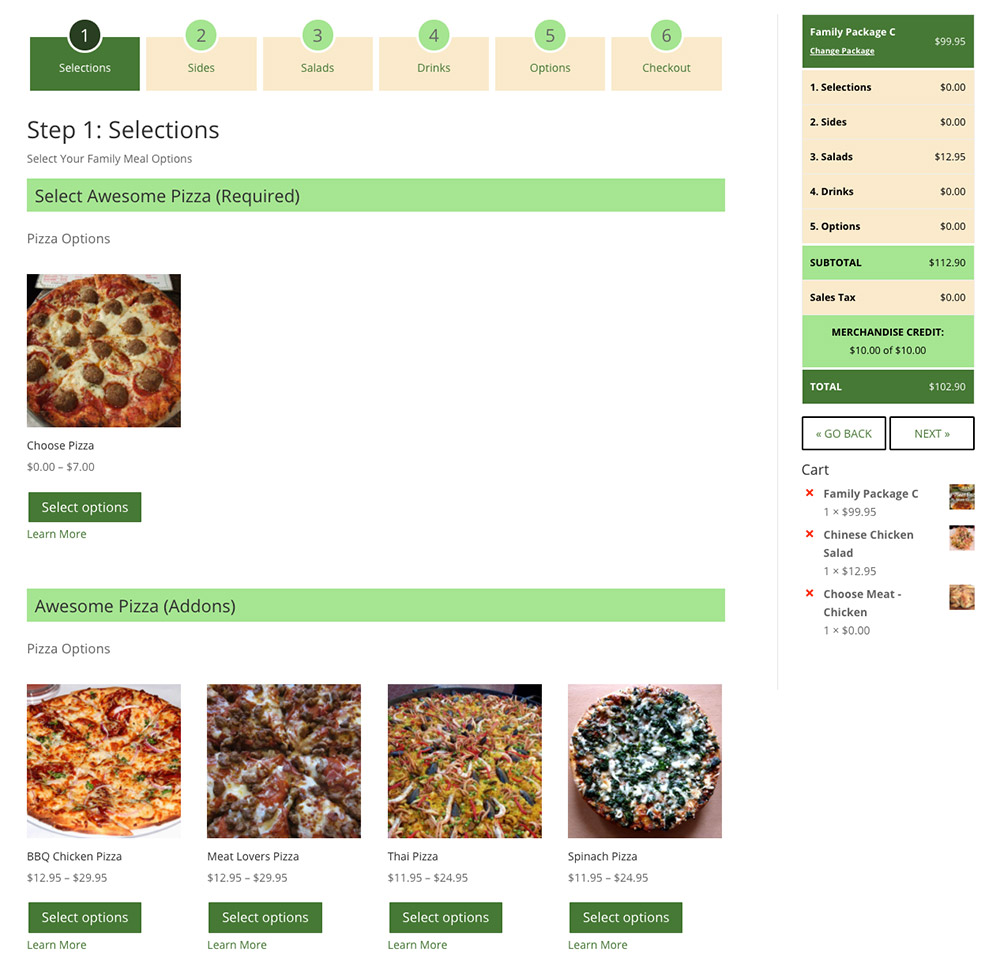 1
2
3
4
5
6
Selections
Sides
Salads
Drinks
Options
Checkout
Step 1: Selections
Select Your Family Meal Options
Select Awesome Pizza (Required)
Pizza Options
Choose Pizza
$0.00 – $7.00
Select options
Learn More
Awesome Pizza (Addons)
Pizza Options
BBQ Chicken Pizza
$12.95 – $29.95
Select options
Learn More
Meat Lovers Pizza
$12.95 – $29.95
Select options
Learn More
Thai Pizza
$11.95 – $24.95
Select options
Learn More
Spinach Pizza
$11.95 – $24.95
Select options
Learn More
Family Package C $99.95
Change Package
1. Selections $0.00
2. Sides $0.00
3. Salads $12.95
4. Drinks $0.00
5. Options $0.00
SUBTOTAL $112.90
Sales Tax $0.00
MERCHANDISE CREDIT:
$10.00 of $10.00
TOTAL $102.90
« GO BACK
NEXT »
Cart
× Family Package C
1 × $99.95
× Chinese Chicken
Salad
1 × $12.95
× Choose Meat -
Chicken
1 × $0.00